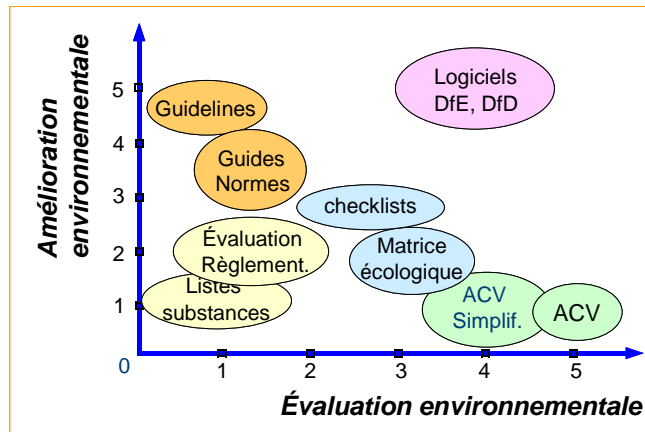 Amélioration
environnementale
5
4
3
2
1
0
Logiciels
DfE, DfD
Guidelines
Guides
Normes
checklists
Évaluation
Règlement.
Matrice
écologique
Listes
substances
ACV
Simplif.
ACV
1
2
3
4
5
Évaluation environnementale